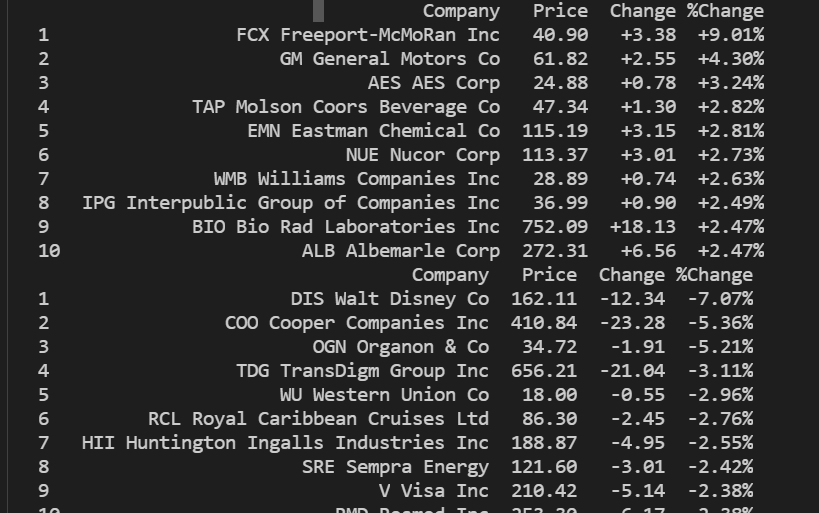 Company Price Change %Change
1 FCX Freeport-McMoRan Inc 40.90 +3.38 +9.01%
2 GM General Motors Co 61.82 +2.55 +4.30%
3 AES AES Corp 24.88 +0.78 +3.24%
4 TAP Molson Coors Beverage Co 47.34 +1.30 +2.82%
5 EMN Eastman Chemical Co 115.19 +3.15 +2.81%
6 NUE Nucor Corp 113.37 +3.01 +2.73%
7 WMB Williams Companies Inc 28.89 +0.74 +2.63%
8 IPG Interpublic Group of Companies Inc 36.99 +0.90 +2.49%
9 BIO Bio Rad Laboratories Inc 752.09 +18.13 +2.47%
10 ALB Albemarle Corp 272.31 +6.56 +2.47%
Company Price Change %Change
1 DIS Walt Disney Co 162.11 -12.34 -7.07%
2 COO Cooper Companies Inc 410.84 -23.28 -5.36%
3 OGN Organon & Co 34.72 -1.91 -5.21%
4 TDG TransDigm Group Inc 656.21 -21.04 -3.11%
5 WU Western Union Co 18.00 -0.55 -2.96%
6 RCL Royal Caribbean Cruises Ltd 86.30 -2.45 -2.76%
7 HII Huntington Ingalls Industries Inc 188.87 -4.95 -2.55%
8 SRE Sempra Energy 121.60 -3.01 -2.42%
9 V Visa Inc 210.42 -5.14 -2.38%
10 RMD Resmed Inc